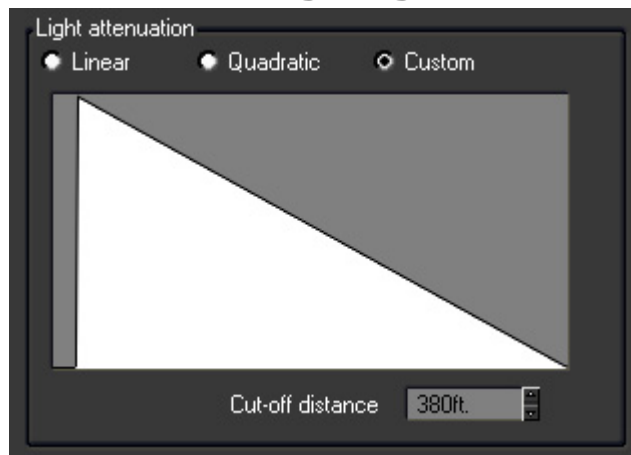 Light attenuation
Linear Quadratic Custom
Cut-off distance 380ft.